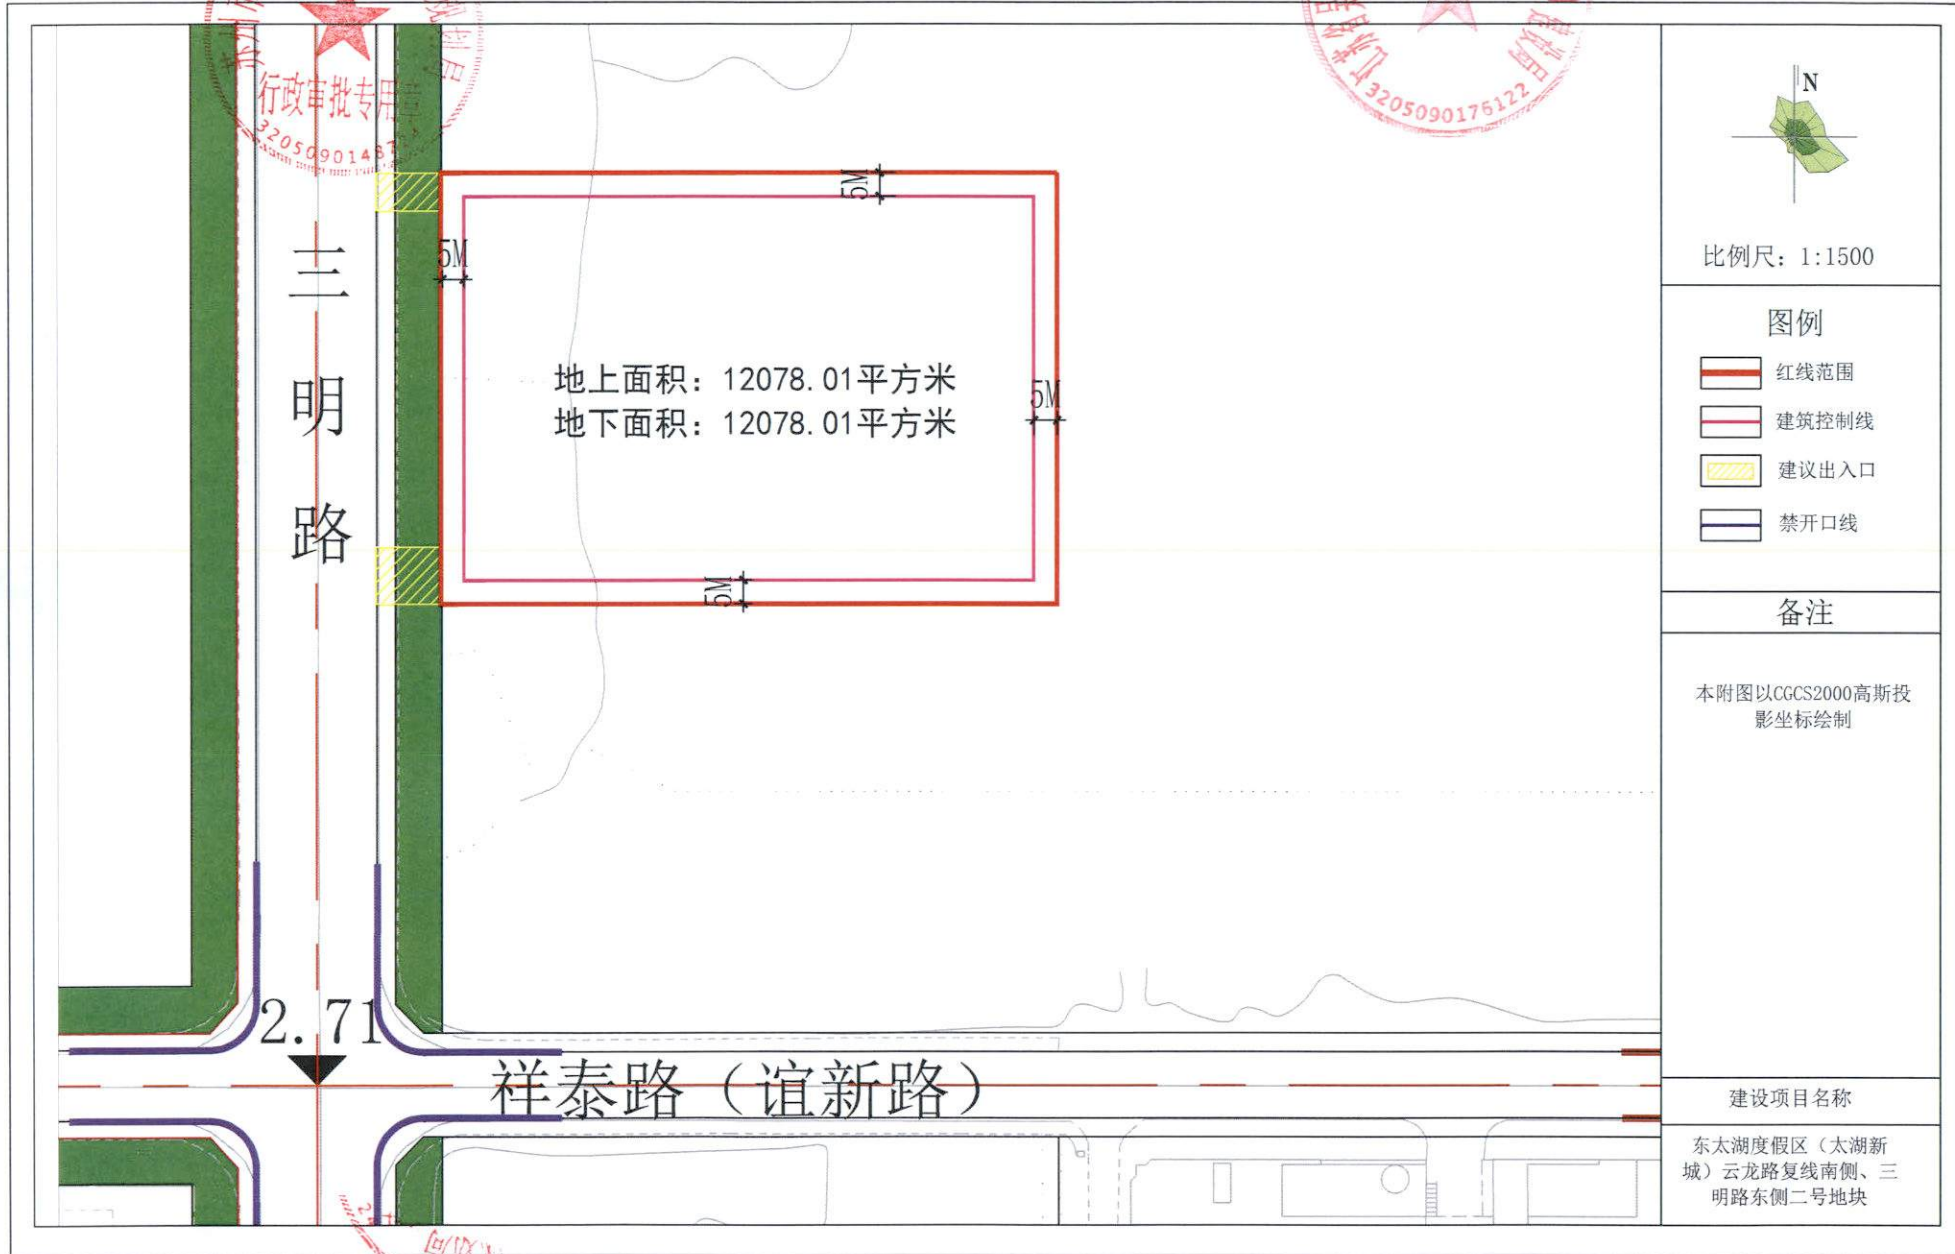 行政审批专用
3205090176122
N
比例尺：1:1500
5M
5M
三明路
地上面积：12078.01平方米
地下面积：12078.01平方米
5M
5M
图例
红线范围
建筑控制线
建议出入口
禁开口线
备注
本附图以CGCS2000高斯投
影坐标绘制
2.71
祥泰路（谊新路）
建设项目名称
东太湖度假区（太湖新
城）云龙路复线南侧、三
明路东侧二号地块